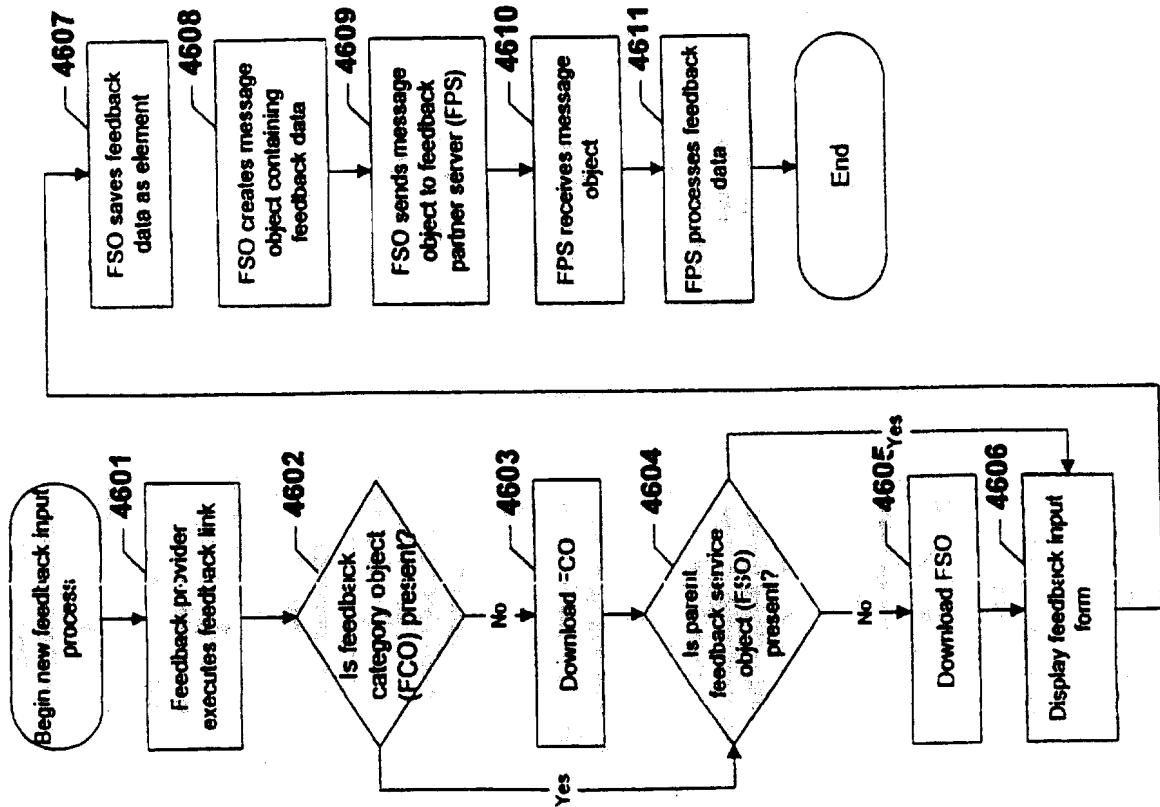 Begin new feedback input
process
4601
Feedback provider
executes feedback link
4602
Is feedback
category object
(FCO) present?
Yes
No
4603
Download FCO
4604
Is parent
feedback service
object (FSO)
present?
Yes
No
4605
Download FSO
4606
Display feedback input
form
4607
FSO saves feedback
data as element
4608
FSO creates message
object containing
feedback data
4609
FSO sends message
object to feedback
partner server (FPS)
4610
FPS receives message
object
4611
FPS processes feedback
data
End